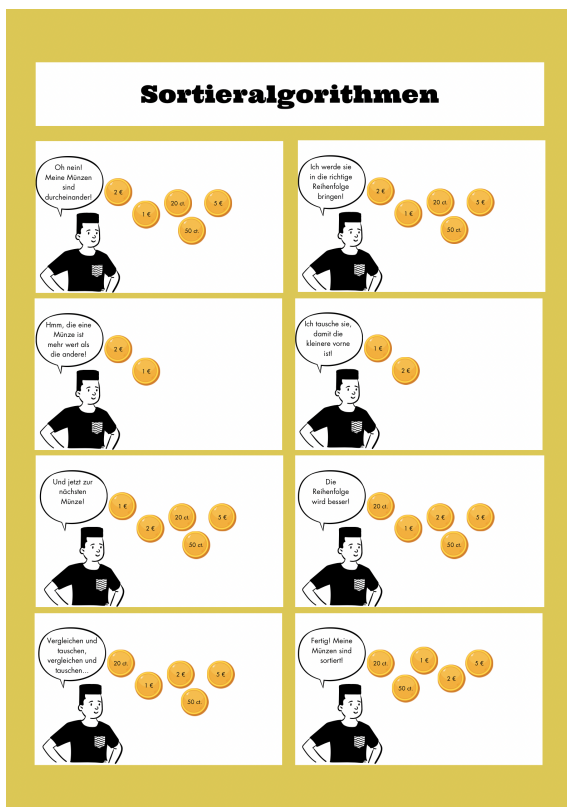 Sortieralgorithmen
Oh nein!
Meine Münzen
sind
durcheinander!
2 €
1 €
20 ct.
50 ct.
5 €
Ich werde sie
in die richtige
Reihenfolge
bringen!
2 €
1 €
20 ct.
50 ct.
5 €
Hmm, die eine
Münze ist
mehr wert als
die andere!
2 €
1 €
Ich tausche sie,
damit die
kleinere vorne
ist!
1 €
2 €
Und jetzt zur
nächsten
Münze!
1 €
2 €
20 ct.
50 ct.
5 €
Die
Reihenfolge
wird besser!
20 ct.
1 €
2 €
50 ct.
5 €
Vergleichen und
tauschen,
vergleichen und
tauschen...
20 ct.
1 €
2 €
50 ct.
5 €
Fertig! Meine
Münzen sind
sortiert!
20 ct.
50 ct.
1 €
2 €
5 €